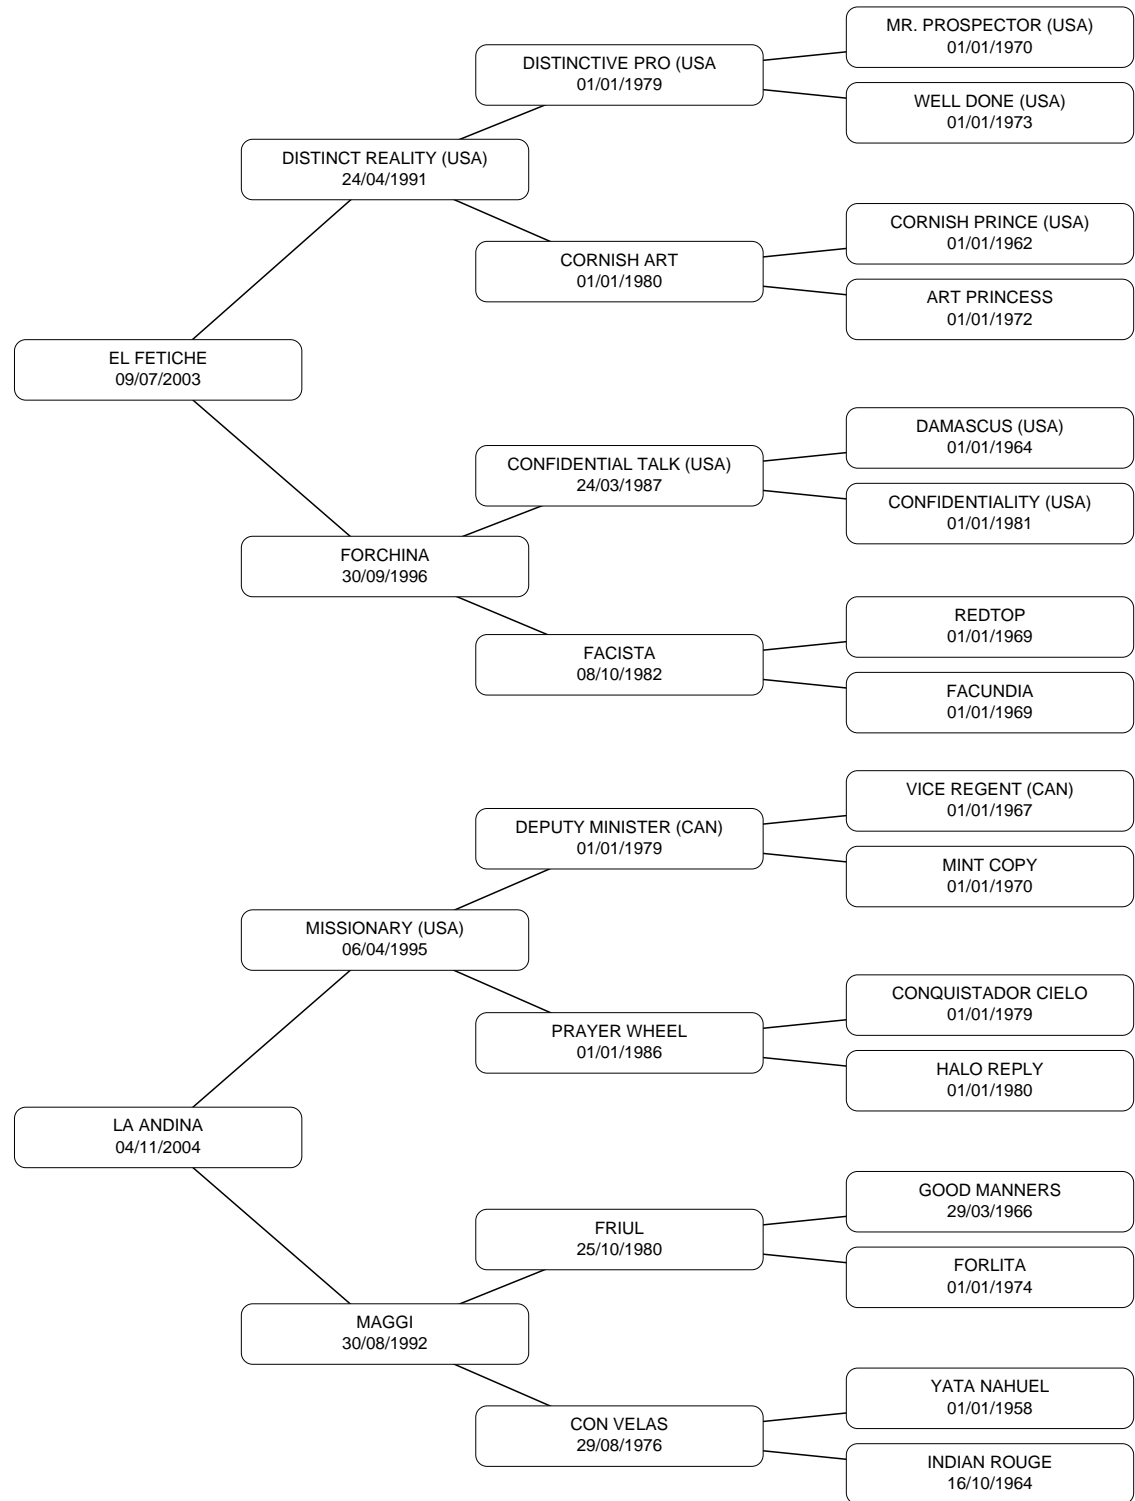 MR. PROSPECTOR (USA)
01/01/1970
DISTINCTIVE PRO (USA
01/01/1979
WELL DONE (USA)
01/01/1973
DISTINCT REALITY (USA)
24/04/1991
CORNISH PRINCE (USA)
01/01/1962
CORNISH ART
01/01/1980
ART PRINCESS
01/01/1972
EL FETICHE
09/07/2003
DAMASCUS (USA)
01/01/1964
CONFIDENTIAL TALK (USA)
24/03/1987
CONFIDENTIALITY (USA)
01/01/1981
FORCHINA
30/09/1996
REDTOP
01/01/1969
FACISTA
08/10/1982
FACUNDIA
01/01/1969
VICE REGENT (CAN)
01/01/1967
DEPUTY MINISTER (CAN)
01/01/1979
MINT COPY
01/01/1970
MISSIONARY (USA)
06/04/1995
CONQUISTADOR CIELO
01/01/1979
PRAYER WHEEL
01/01/1986
HALO REPLY
01/01/1980
LA ANDINA
04/11/2004
GOOD MANNERS
29/03/1966
FRIUL
25/10/1980
FORLITA
01/01/1974
MAGGI
30/08/1992
YATA NAHUEL
01/01/1958
CON VELAS
29/08/1976
INDIAN ROUGE
16/10/1964